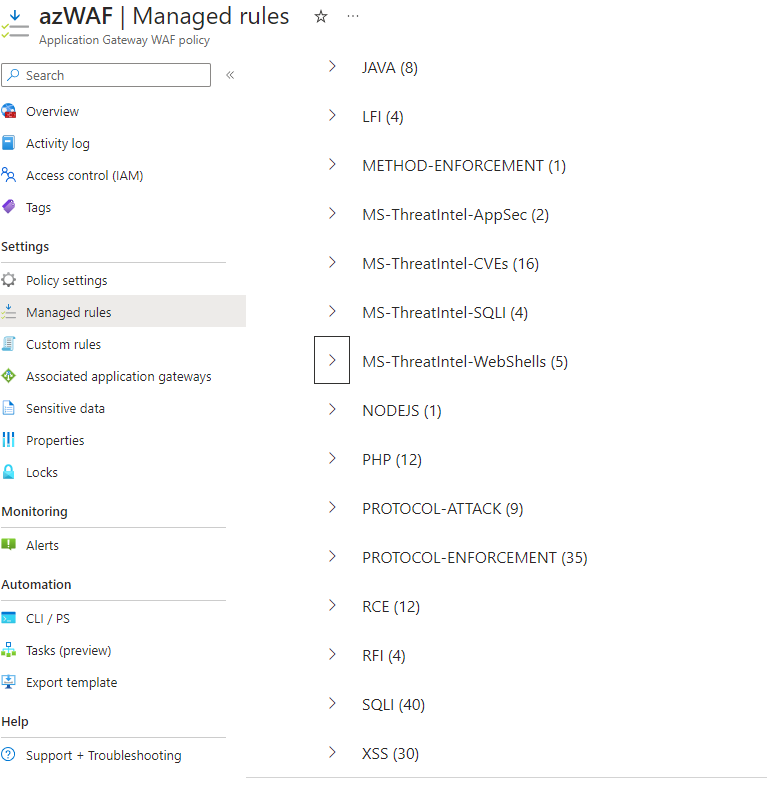 azWAF | Managed rules
Application Gateway WAF policy
Search
Overview
Activity log
Access control (IAM)
Tags
Settings
Policy settings
Managed rules
Custom rules
Associated application gateways
Sensitive data
Properties
Locks
Monitoring
Alerts
Automation
CLI / PS
Tasks (preview)
Export template
Help
Support + Troubleshooting
JAVA (8)
LFI (4)
METHOD-ENFORCEMENT (1)
MS-ThreatIntel-AppSec (2)
MS-ThreatIntel-CVEs (16)
MS-ThreatIntel-SQLI (4)
MS-ThreatIntel-WebShells (5)
NODEJS (1)
PHP (12)
PROTOCOL-ATTACK (9)
PROTOCOL-ENFORCEMENT (35)
RCE (12)
RFI (4)
SQLI (40)
XSS (30)